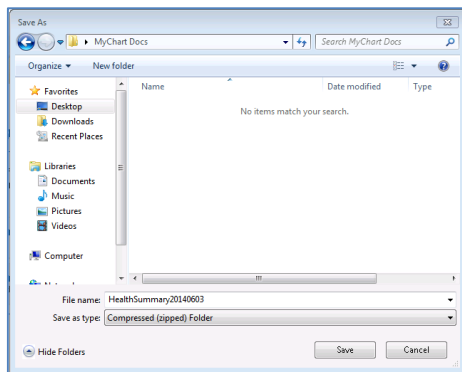 Save As
MyChart Docs
Search MyChart Docs
Organize
New folder
Name
Date modified
Type
No items match your search.
Favorites
Desktop
Downloads
Recent Places
Libraries
Documents
Music
Pictures
Videos
Computer
File name: HealthSummary20140603
Save as type: Compressed (zipped) Folder
Hide Folders
Save
Cancel